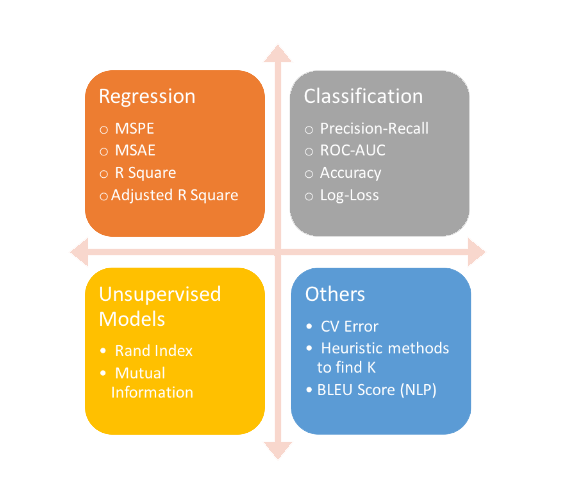 Regression
○ MSPE
○ MSAE
○ R Square
○ Adjusted R Square
Classification
○ Precision-Recall
○ ROC-AUC
○ Accuracy
○ Log-Loss
Unsupervised
Models
• Rand Index
• Mutual
Information
Others
• CV Error
• Heuristic methods
to find K
• BLEU Score (NLP)